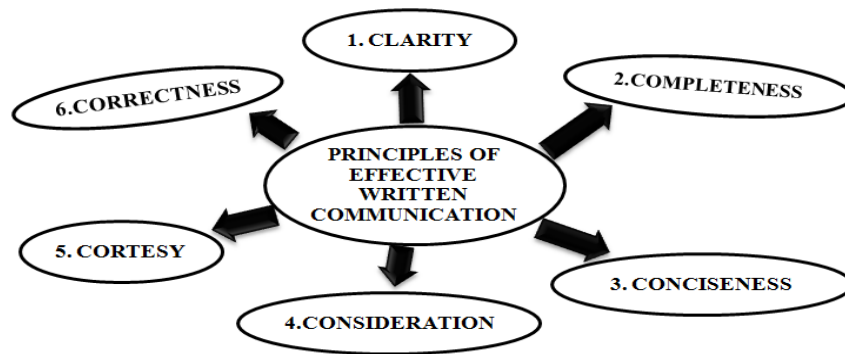 1. CLARITY
2.COMPLETENESS
6.CORRECTNESS
PRINCIPLES OF
EFFECTIVE
WRITTEN
COMMUNICATION
5. CORTESY
3. CONCISENESS
4.CONSIDERATION